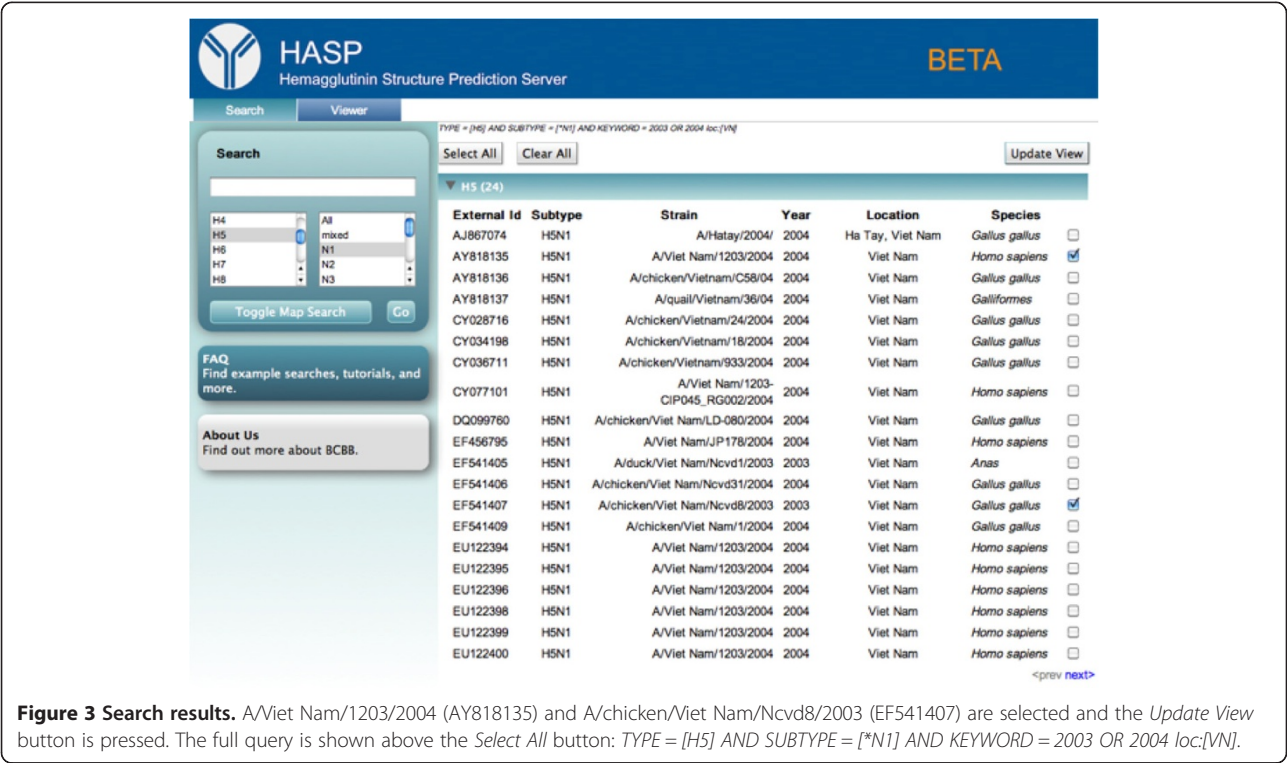 HASP
Hemagglutinin Structure Prediction Server
BETA
Search
Viewer
TYPE = [H5] AND SUBTYPE = [*N1] AND KEYWORD = 2003 OR 2004 loc:[VN]
Search
Select All
Clear All
Update View
H5 (24)
H4
H5
H6
H7
H8
All
mixed
N1
N2
N3
Toggle Map Search
Go
FAQ
Find example searches, tutorials, and
more.
About Us
Find out more about BCBB.
External Id Subtype Strain Year Location Species
AJ867074 H5N1 A/Hatay/2004/ 2004 Ha Tay, Viet Nam Gallus gallus
AY818135 H5N1 A/Viet Nam/1203/2004 2004 Viet Nam Homo sapiens
AY818136 H5N1 A/chicken/Vietnam/C58/04 2004 Viet Nam Gallus gallus
AY818137 H5N1 A/quail/Vietnam/36/04 2004 Viet Nam Galliformes
CY028716 H5N1 A/chicken/Vietnam/24/2004 2004 Viet Nam Gallus gallus
CY034198 H5N1 A/chicken/Vietnam/18/2004 2004 Viet Nam Gallus gallus
CY036711 H5N1 A/chicken/Vietnam/933/2004 2004 Viet Nam Gallus gallus
A/Viet Nam/1203-
CY077101 H5N1 2004 Viet Nam Homo sapiens
CIP045_RG002/2004
DQ099760 H5N1 A/chicken/Viet Nam/LD-080/2004 2004 Viet Nam Gallus gallus
EF456795 H5N1 A/Viet Nam/JP178/2004 2004 Viet Nam Homo sapiens
EF541405 H5N1 A/duck/Viet Nam/Ncvd1/2003 2003 Viet Nam Anas
EF541406 H5N1 A/chicken/Viet Nam/Ncvd31/2004 2004 Viet Nam Gallus gallus
EF541407 H5N1 A/chicken/Viet Nam/Ncvd8/2003 2003 Viet Nam Gallus gallus
EF541409 H5N1 A/chicken/Viet Nam/1/2004 2004 Viet Nam Gallus gallus
EU122394 H5N1 A/Viet Nam/1203/2004 2004 Viet Nam Homo sapiens
EU122395 H5N1 A/Viet Nam/1203/2004 2004 Viet Nam Homo sapiens
EU122396 H5N1 A/Viet Nam/1203/2004 2004 Viet Nam Homo sapiens
EU122398 H5N1 A/Viet Nam/1203/2004 2004 Viet Nam Homo sapiens
EU122399 H5N1 A/Viet Nam/1203/2004 2004 Viet Nam Homo sapiens
EU122400 H5N1 A/Viet Nam/1203/2004 2004 Viet Nam Homo sapiens
<prev next>
Figure 3 Search results. A/Viet Nam/1203/2004 (AY818135) and A/chicken/Viet Nam/Ncvd8/2003 (EF541407) are selected and the Update View
button is pressed. The full query is shown above the Select All button: TYPE = [H5] AND SUBTYPE = [*N1] AND KEYWORD = 2003 OR 2004 loc:[VN].